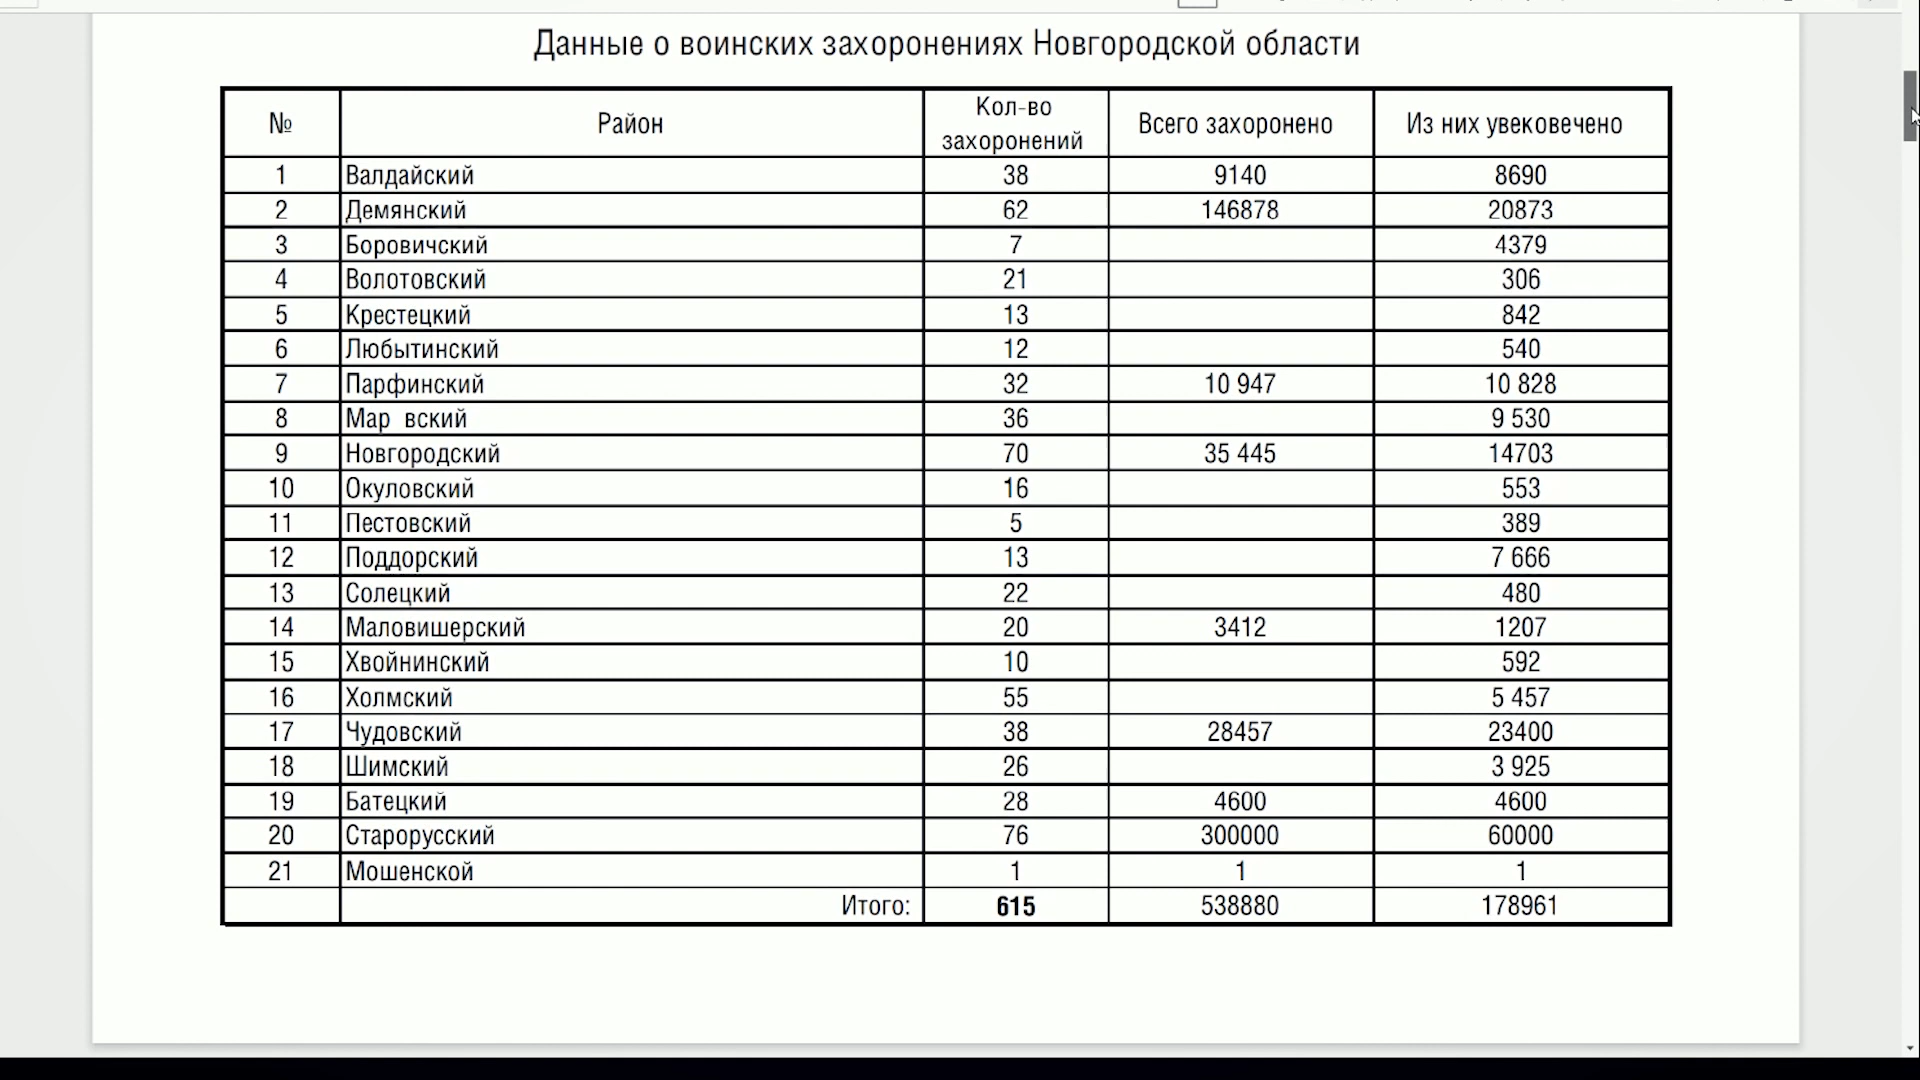 Данные о воинских захоронениях Новгородской области
№ Район Кол-во захоронений Всего захоронено Из них увековечено
1 Валдайский 38 9140 8690
2 Демянский 62 146878 20873
3 Боровичский 7 4379
4 Волотовский 21 306
5 Крестецкий 13 842
6 Любытинский 12 540
7 Парфинский 32 10 947 10 828
8 Мар вский 36 9 530
9 Новгородский 70 35 445 14703
10 Окуловский 16 553
11 Пестовский 5 389
12 Поддорский 13 7 666
13 Солецкий 22 480
14 Маловишерский 20 3412 1207
15 Хвойнинский 10 592
16 Холмский 55 5 457
17 Чудовский 38 28457 23400
18 Шимский 26 3 925
19 Батецкий 28 4600 4600
20 Старорусский 76 300000 60000
21 Мошенской 1 1 1
Итого: 615 538880 178961